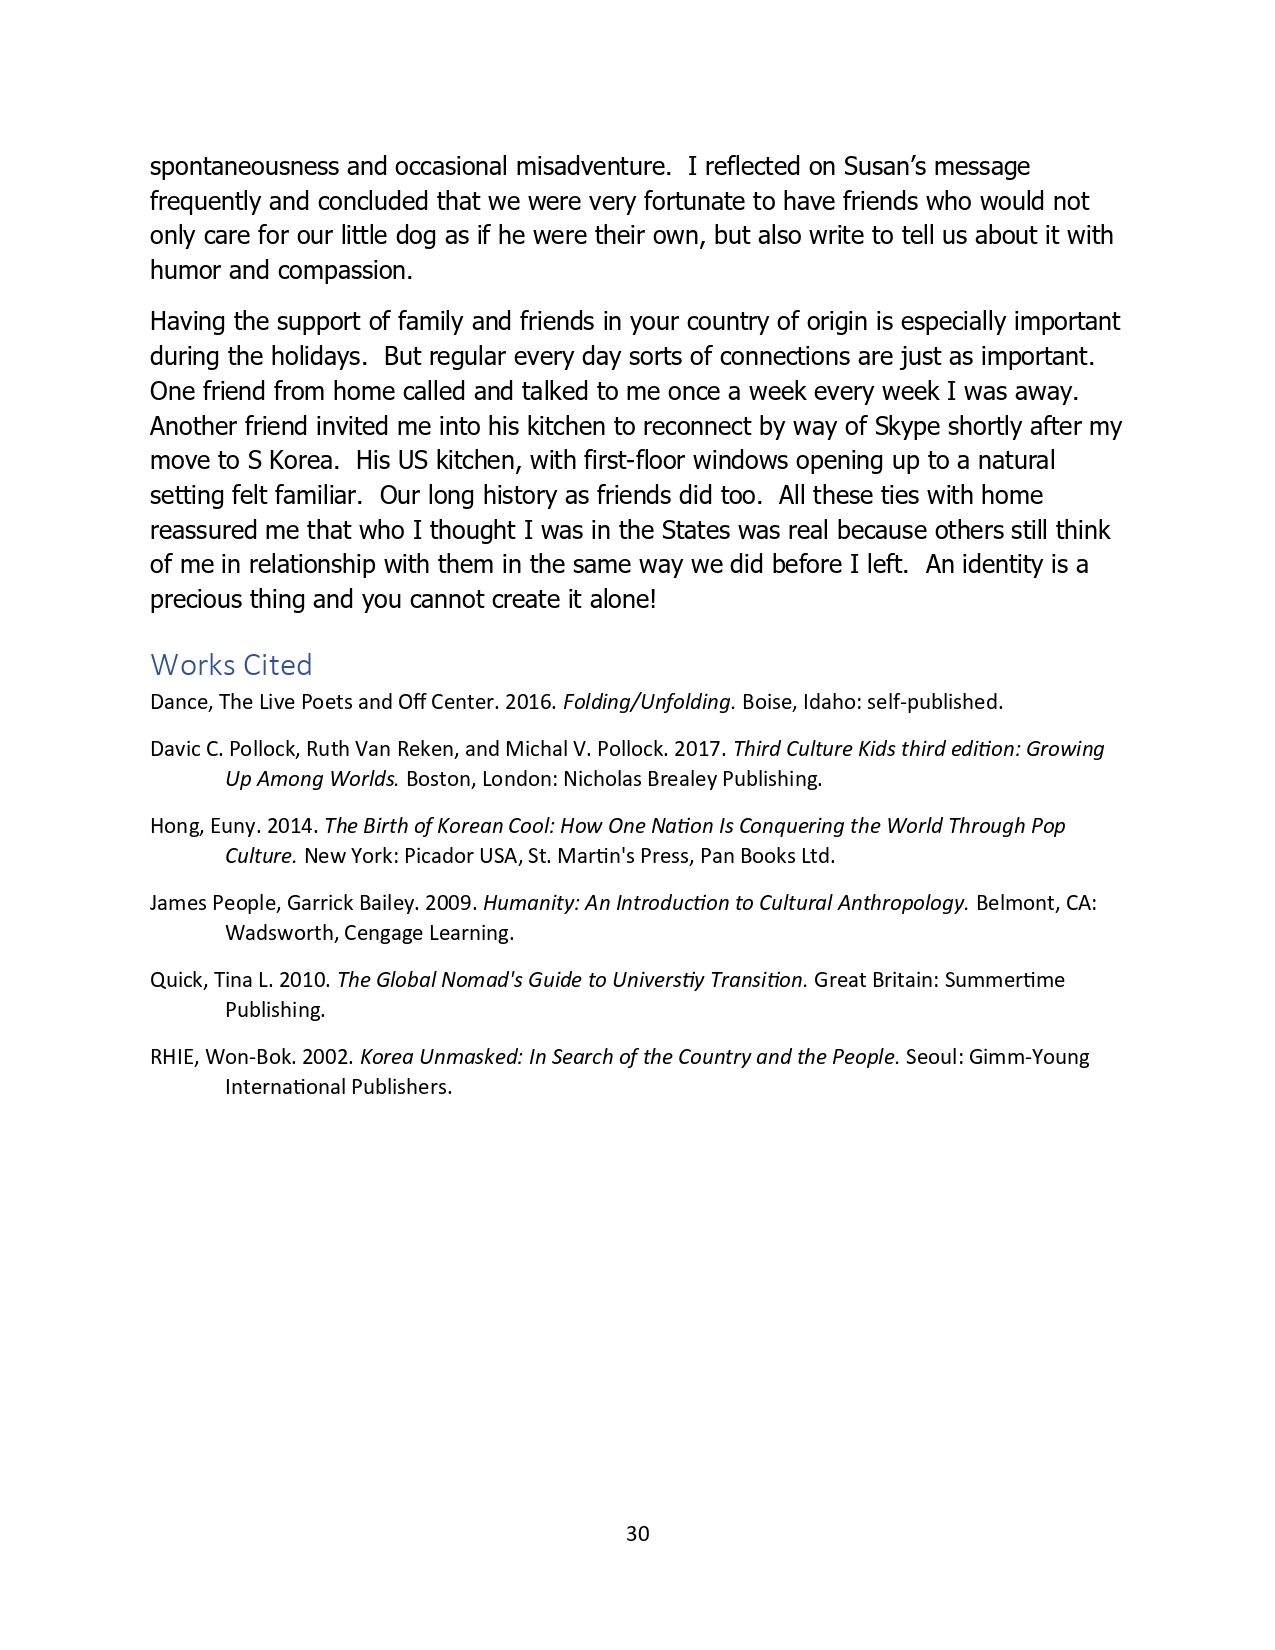 spontaneousness and occasional misadventure.  I reflected on Susan’s message
frequently and concluded that we were very fortunate to have friends who would not
only care for our little dog as if he were their own, but also write to tell us about it with
humor and compassion.
Having the support of family and friends in your country of origin is especially important
during the holidays.  But regular every day sorts of connections are just as important.
One friend from home called and talked to me once a week every week I was away.
Another friend invited me into his kitchen to reconnect by way of Skype shortly after my
move to S Korea.  His US kitchen, with first-floor windows opening up to a natural
setting felt familiar.  Our long history as friends did too.  All these ties with home
reassured me that who I thought I was in the States was real because others still think
of me in relationship with them in the same way we did before I left.  An identity is a
precious thing and you cannot create it alone!
Works Cited
Dance, The Live Poets and Off Center. 2016. Folding/Unfolding. Boise, Idaho: self-published.
Davic C. Pollock, Ruth Van Reken, and Michal V. Pollock. 2017. Third Culture Kids third edition: Growing
Up Among Worlds. Boston, London: Nicholas Brealey Publishing.
Hong, Euny. 2014. The Birth of Korean Cool: How One Nation Is Conquering the World Through Pop
Culture. New York: Picador USA, St. Martin's Press, Pan Books Ltd.
James People, Garrick Bailey. 2009. Humanity: An Introduction to Cultural Anthropology. Belmont, CA:
Wadsworth, Cengage Learning.
Quick, Tina L. 2010. The Global Nomad's Guide to Universtiy Transition. Great Britain: Summertime
Publishing.
RHIE, Won-Bok. 2002. Korea Unmasked: In Search of the Country and the People. Seoul: Gimm-Young
International Publishers.
30